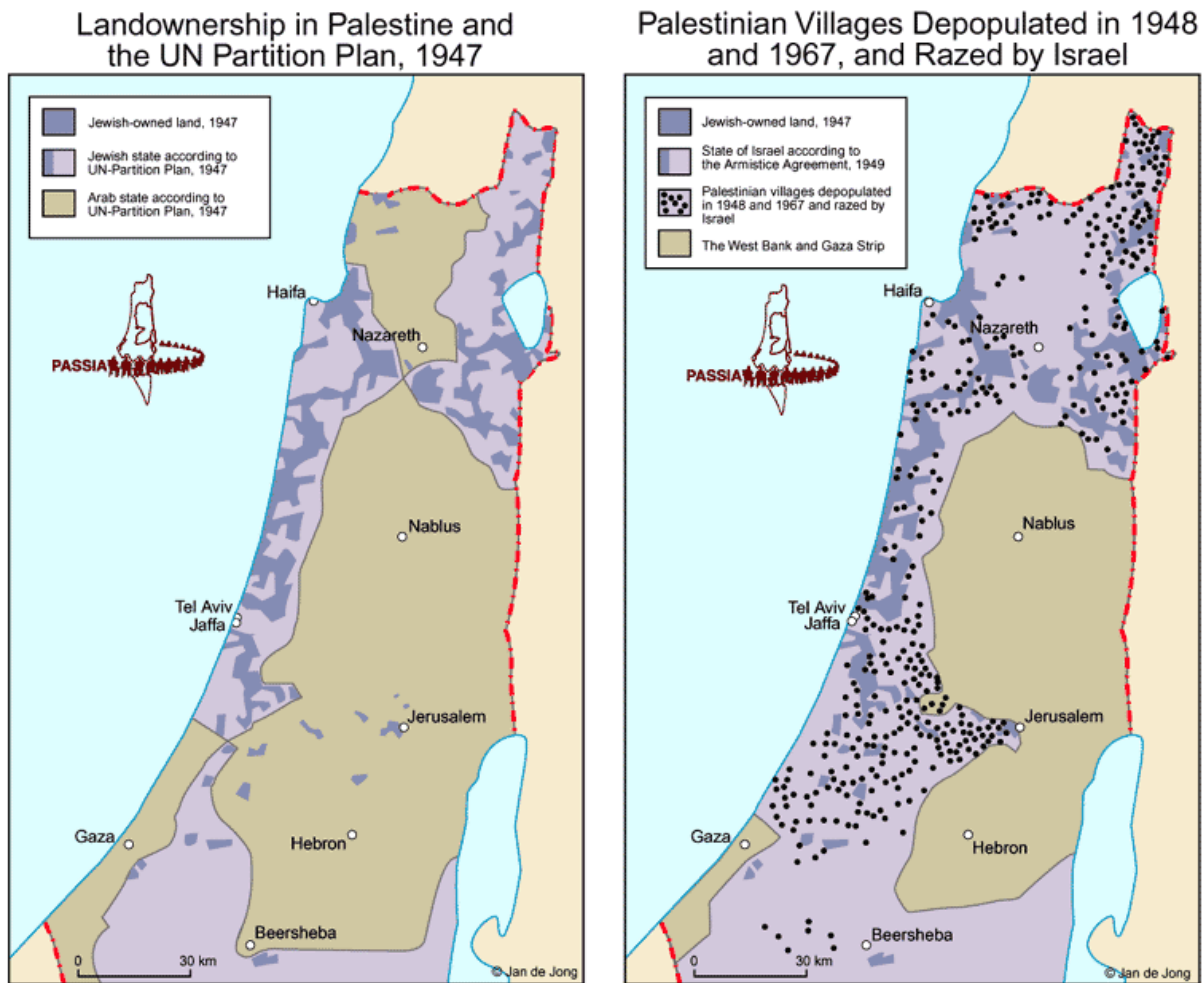 Landownership in Palestine and
the UN Partition Plan, 1947
Jewish-owned land, 1947
Jewish state according to
UN-Partition Plan, 1947
Arab state according to
UN-Partition Plan, 1947
PASSIA
Haifa
Nazareth
Nablus
Tel Aviv
Jaffa
Jerusalem
Gaza
Hebron
Beersheba
0 30 km
© Jan de Jong
Palestinian Villages Depopulated in 1948
and 1967, and Razed by Israel
Jewish-owned land, 1947
State of Israel according to
the Armistice Agreement, 1949
Palestinian villages depopulated
in 1948 and 1967 and razed by
Israel
The West Bank and Gaza Strip
PASSIA
Haifa
Nazareth
Nablus
Tel Aviv
Jaffa
Jerusalem
Gaza
Hebron
Beersheba
0 30 km
© Jan de Jong